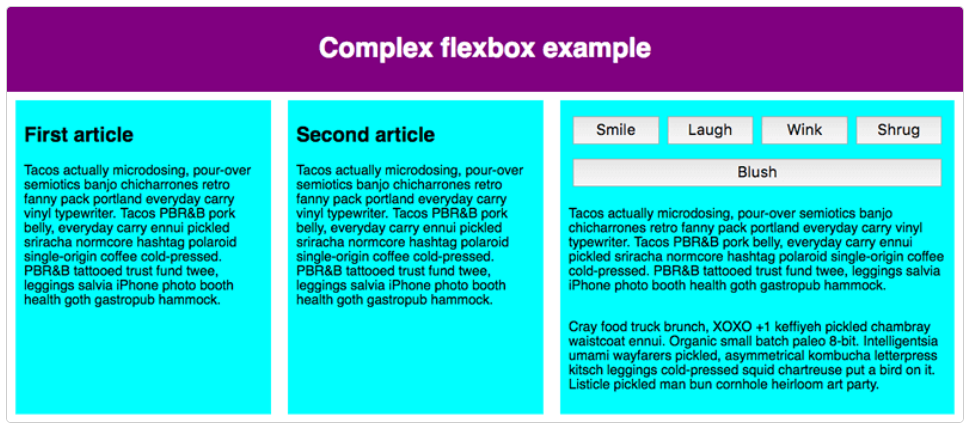 Complex flexbox example
First article
Tacos actually microdosing, pour-over
semiotics banjo chicharrones retro
fanny pack portland everyday carry
vinyl typewriter. Tacos PBR&B pork
belly, everyday carry ennui pickled
sriracha normcore hashtag polaroid
single-origin coffee cold-pressed.
PBR&B tattooed trust fund twee,
leggings salvia iPhone photo booth
health goth gastropub hammock.
Second article
Tacos actually microdosing, pour-over
semiotics banjo chicharrones retro
fanny pack portland everyday carry
vinyl typewriter. Tacos PBR&B pork
belly, everyday carry ennui pickled
sriracha normcore hashtag polaroid
single-origin coffee cold-pressed.
PBR&B tattooed trust fund twee,
leggings salvia iPhone photo booth
health goth gastropub hammock.
Smile Laugh Wink Shrug
Blush
Tacos actually microdosing, pour-over semiotics banjo
chicharrones retro fanny pack portland everyday carry vinyl
typewriter. Tacos PBR&B pork belly, everyday carry ennui
pickled sriracha normcore hashtag polaroid single-origin coffee
cold-pressed. PBR&B tattooed trust fund twee, leggings salvia
iPhone photo booth health goth gastropub hammock.
Cray food truck brunch, XOXO +1 keffiyeh pickled chambray
waistcoat ennui. Organic small batch paleo 8-bit. Intelligentsia
umami wayfarers pickled, asymmetrical kombucha letterpress
kitsch leggings cold-pressed squid chartreuse put a bird on it.
Listicle pickled man bun cornhole heirloom art party.